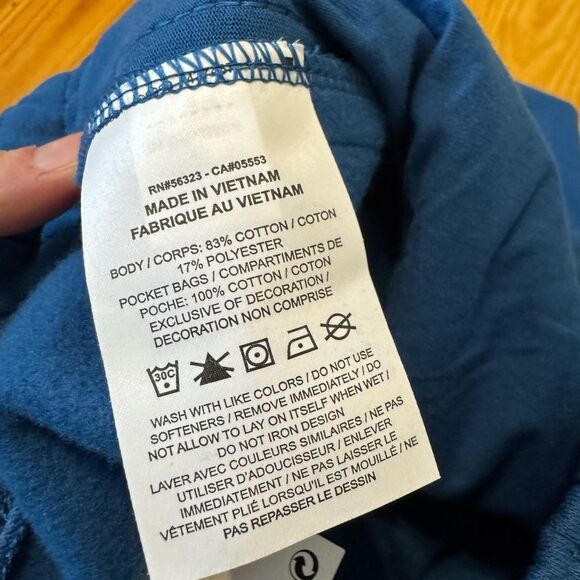 RN#56323 - CA#05553
MADE IN VIETNAM
FABRIQUE AU VIETNAM
BODY / CORPS: 83% COTTON / COTON
17% POLYESTER
POCKET BAGS / COMPARTIMENTS DE
POCHE: 100% COTTON / COTON
EXCLUSIVE OF DECORATION /
DECORATION NON COMPRISE
30C
WASH WITH LIKE COLORS / DO NOT USE
SOFTENERS / REMOVE IMMEDIATELY / DO
NOT ALLOW TO LAY ON ITSELF WHEN WET /
DO NOT IRON DESIGN
LAVER AVEC COULEURS SIMILAIRES / NE PAS
UTILISER D'ADOUCISSEUR / ENLEVER
IMMEDIATEMENT / NE PAS LAISSER LE
VÊTEMENT PLIÉ LORSQU'IL EST MOUILLÉ / NE
PAS REPASSER LE DESSIN